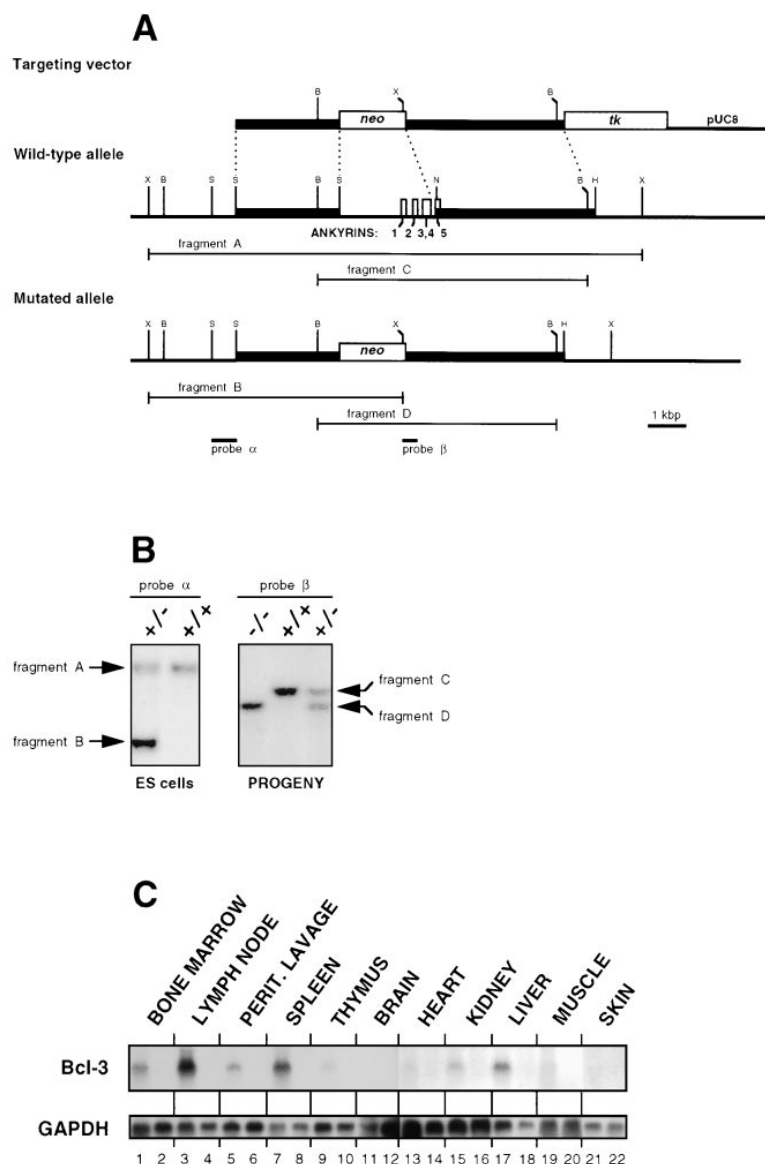 A
Targeting vector
B X B
neo tk pUC8
Wild-type allele
X B S S B S N B H X
ANKYRINS: 1 2 3,4 5
fragment A
fragment C
Mutated allele
X B S S B X B H X
neo
fragment B
fragment D
1 kbp
probe α probe β
B
probe α probe β
+/- +/+ -/- +/+ +/-
fragment A
fragment C
fragment D
fragment B
ES cells PROGENY
C
BONE MARROW LYMPH NODE PERIT. LAVAGE SPLEEN THYMUS BRAIN HEART KIDNEY LIVER MUSCLE SKIN
Bcl-3
GAPDH
1 2 3 4 5 6 7 8 9 10 11 12 13 14 15 16 17 18 19 20 21 22